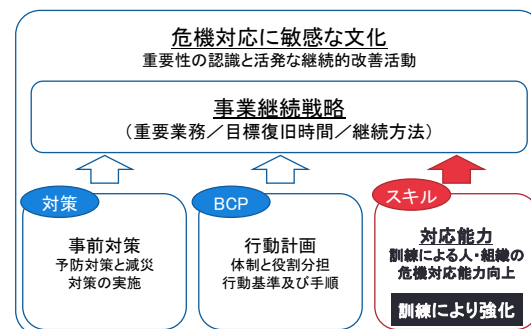 危機対応に敏感な文化
重要性の認識と活発な継続的改善活動
事業継続戦略
(重要業務／目標復旧時間／継続方法)
対策
事前対策
予防対策と減災
対策の実施
BCP
行動計画
体制と役割分担
行動基準及び手順
スキル
対応能力
訓練による人・組織の
危機対応能力向上
訓練により強化